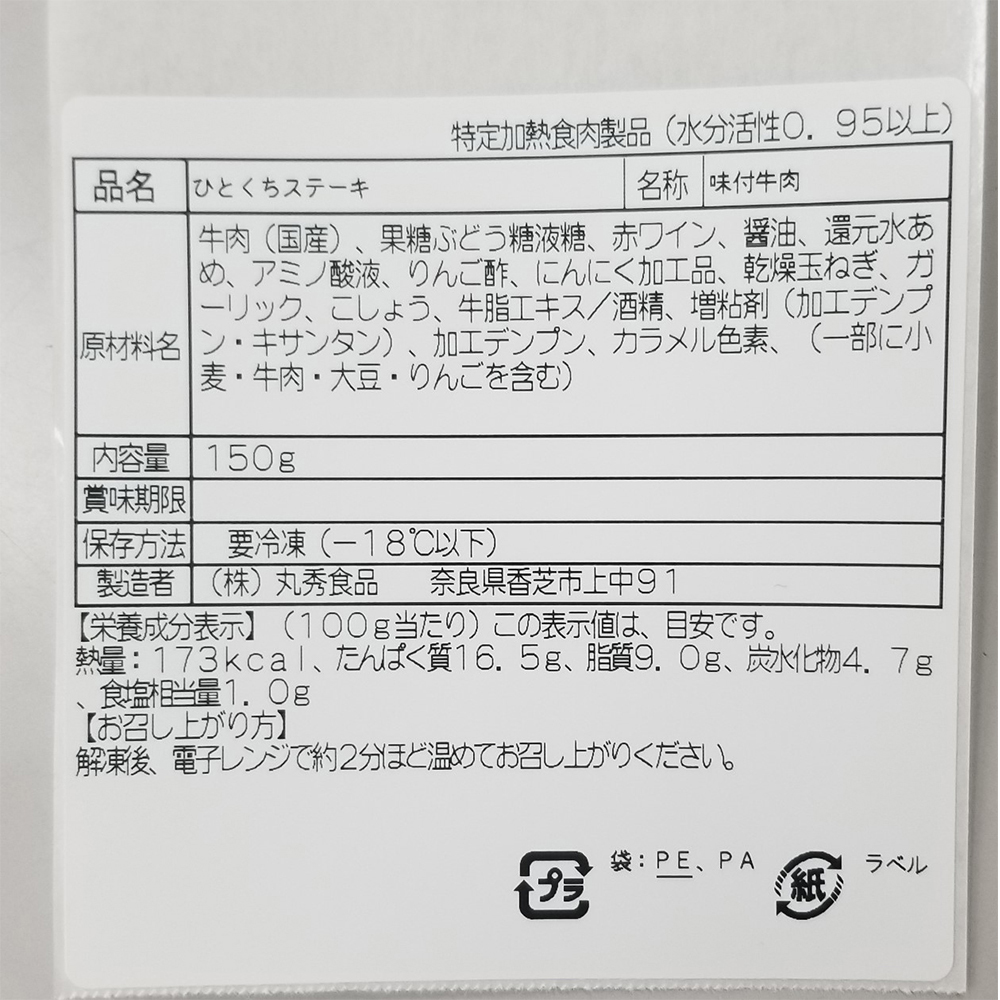 特定加熱食肉製品（水分活性０．９５以上）
品名 ひとくちステーキ 名称 味付牛肉
原材料名
牛肉（国産）、果糖ぶどう糖液糖、赤ワイン、醤油、還元水あ
め、アミノ酸液、りんご酢、にんにく加工品、乾燥玉ねぎ、ガ
ーリック、こしょう、牛脂エキス／酒精、増粘剤（加工デンプ
ン・キサンタン）、加工デンプン、カラメル色素、（一部に小
麦・牛肉・大豆・りんごを含む）
内容量 １５０ｇ
賞味期限
保存方法 要冷凍（－１８℃以下）
製造者 （株）丸秀食品 奈良県香芝市上中９１
【栄養成分表示】（１００ｇ当たり）この表示値は、目安です。
熱量：１７３ｋｃａｌ、たんぱく質１６．５ｇ、脂質９．０ｇ、炭水化物４．７ｇ
、食塩相当量１．０ｇ
【お召し上がり方】
解凍後、電子レンジで約２分ほど温めてお召し上がりください。
プラ 袋：ＰＥ、ＰＡ 紙 ラベル